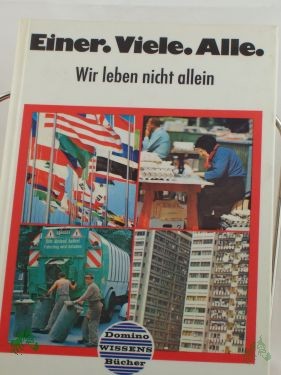 Einer. Viele. Alle.
Wir leben nicht allein
Domino
WISSENS
Bücher